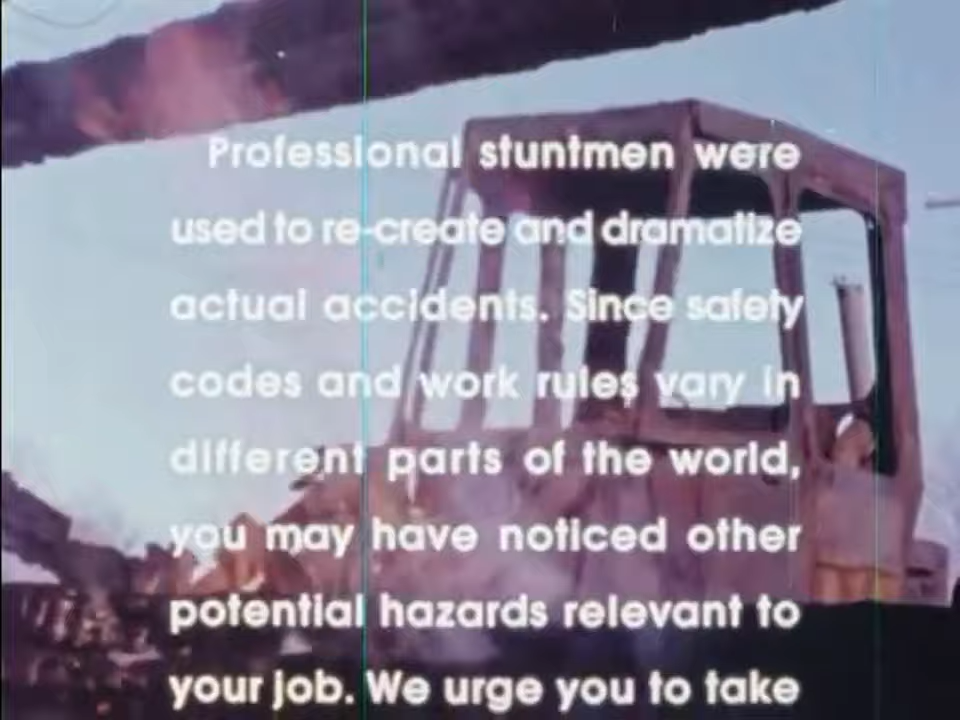 Professional stuntmen were
used to re-create and dramatize
actual accidents. Since safety
codes and work rules vary in
different parts of the world,
you may have noticed other
potential hazards relevant to
your job. We urge you to take